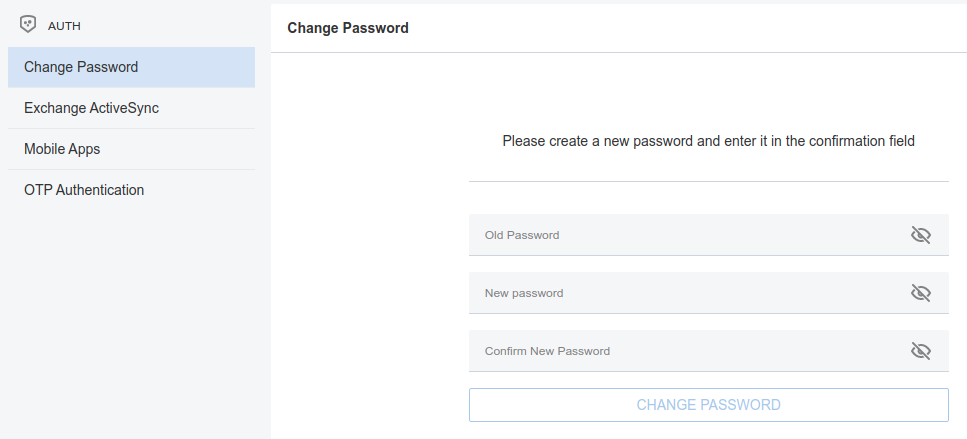 AUTH
Change Password
Exchange ActiveSync
Mobile Apps
OTP Authentication
Change Password
Please create a new password and enter it in the confirmation field
Old Password
New password
Confirm New Password
CHANGE PASSWORD